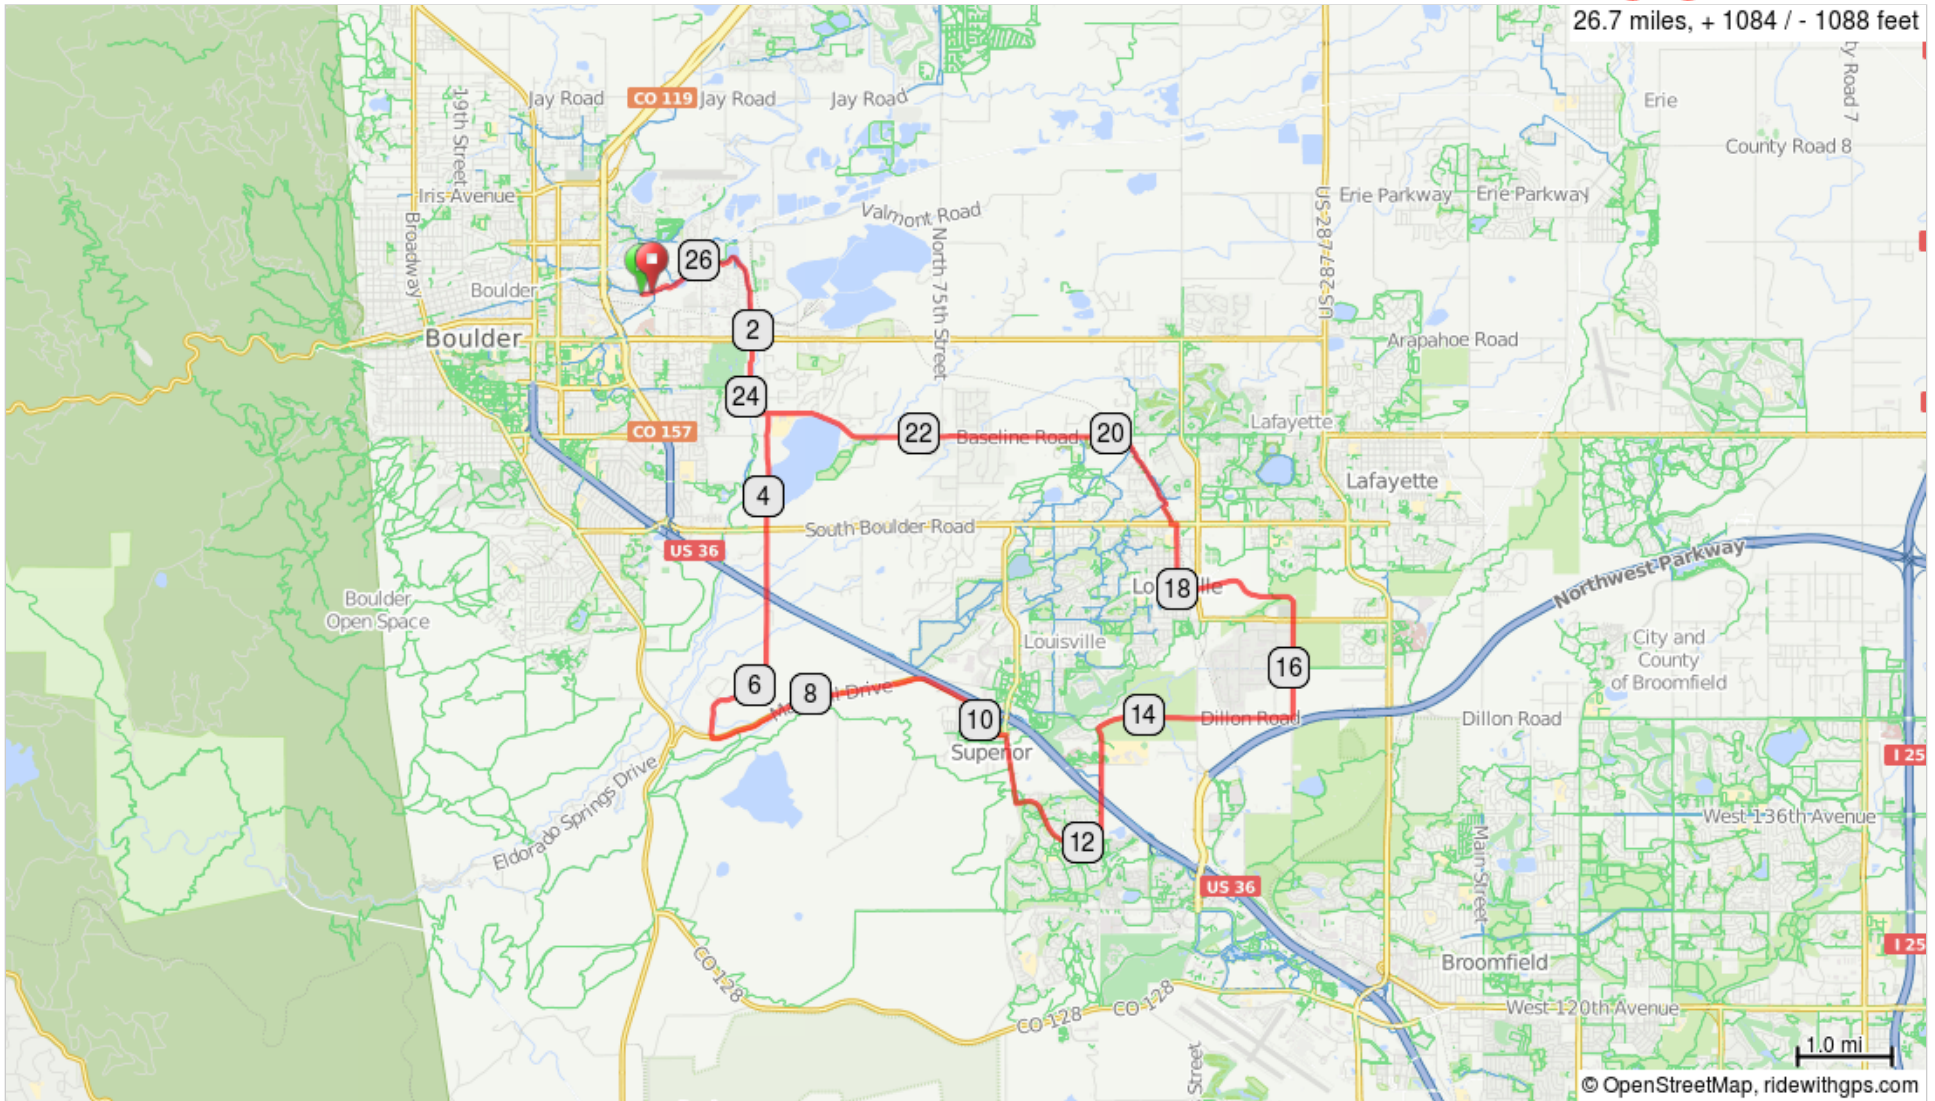 26.7 miles, + 1084 / - 1088 feet
Jay Road
CO 119
Jay Road
Jay Road
Erie
ty Road 7
19th Street
County Road 8
Iris Avenue
Erie Parkway
Erie Parkway
Broadway
Valmont Road
US 287
US 287
North 75th Street
26
Boulder
2
Boulder
Arapahoe Road
24
CO 157
22
Baseline Road
20
Lafayette
4
Lafayette
South Boulder Road
US 36
Northwest Parkway
Boulder
Open Space
18
Louisville
City and
County
of Broomfield
16
6
8
10
14
Dillon Road
Dillon Road
Superior
I 25
Eldorado Springs Drive
12
West 136th Avenue
Main Street
US 36
I 25
Broomfield
CO 128
CO 128
CO 128
West 120th Avenue
Street
1.0 mi
© OpenStreetMap, ridewithgps.com